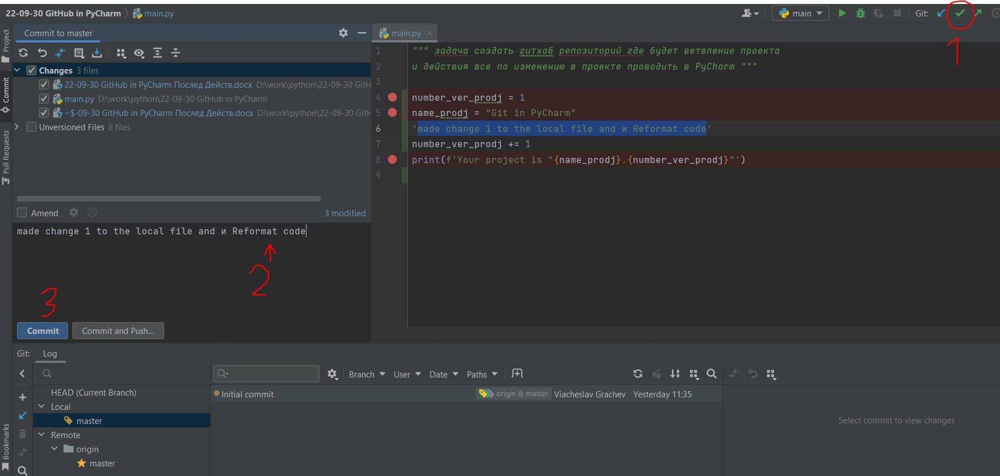 22-09-30 GitHub in PyCharm main.py
main Git:
1
Project
Commit
Pull Requests
Bookmarks
Commit to master
Changes 3 files
22-09-30 GitHub in PyCharm Послед Действ.docx D:\work\python\22-09-30 GitH
main.py D:\work\python\22-09-30 GitHub in PyCharm
~$-09-30 GitHub in PyCharm Послед Действ.docx D:\work\python\22-09-30 GitH
Unversioned Files 8 files
Amend 3 modified
made change 1 to the local file and и Reformat code
2
3
Commit Commit and Push...
main.py
1 """ задача создать гитхаб репозиторий где будет ветвление проекта
2 и действия все по изменению в проекте проводить в PyCharm """
3
4 number_ver_prodj = 1
5 name_prodj = "Git in PyCharm"
6 'made change 1 to the local file and и Reformat code'
7 number_ver_prodj += 1
8 print(f'Your project is "{name_prodj}.{number_ver_prodj}"')
9
Git: Log
Branch User Date Paths
HEAD (Current Branch)
Local
master
Remote
origin
master
Initial commit origin & master Viacheslav Grachev Yesterday 11:35
Select commit to view changes